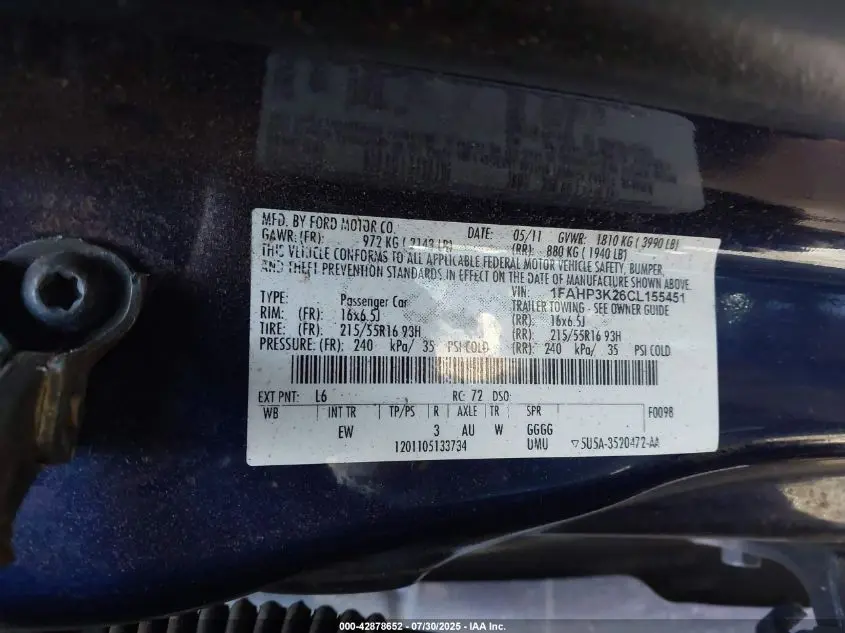 MFD. BY FORD MOTOR CO. DATE: 05/11 GVWR: 1810 KG ( 3990 LB)
GAWR: (FR): 972 KG ( 2143 LB) (RR): 880 KG ( 1940 LB)
THIS VEHICLE CONFORMS TO ALL APPLICABLE FEDERAL MOTOR VEHICLE SAFETY, BUMPER,
AND THEFT PREVENTION STANDARDS IN EFFECT ON THE DATE OF MANUFACTURE SHOWN ABOVE.
VIN: 1FAHP3K26CL155451
TYPE: Passenger Car TRAILER TOWING - SEE OWNER GUIDE
RIM: (FR): 16x6.5J (RR): 16x6.5J
TIRE: (FR): 215/55R16 93H (RR): 215/55R16 93H
PRESSURE: (FR): 240 kPa/ 35 PSI COLD (RR): 240 kPa/ 35 PSI COLD
EXT PNT: L6 RC: 72 DSO:
WB INT TR TP/PS R AXLE TR SPR F0098
EW 3 AU W GGGG
1201105133734 UMU ▽5U5A-3520472-AA
000-42878652 - 07/30/2025 - IAA Inc.